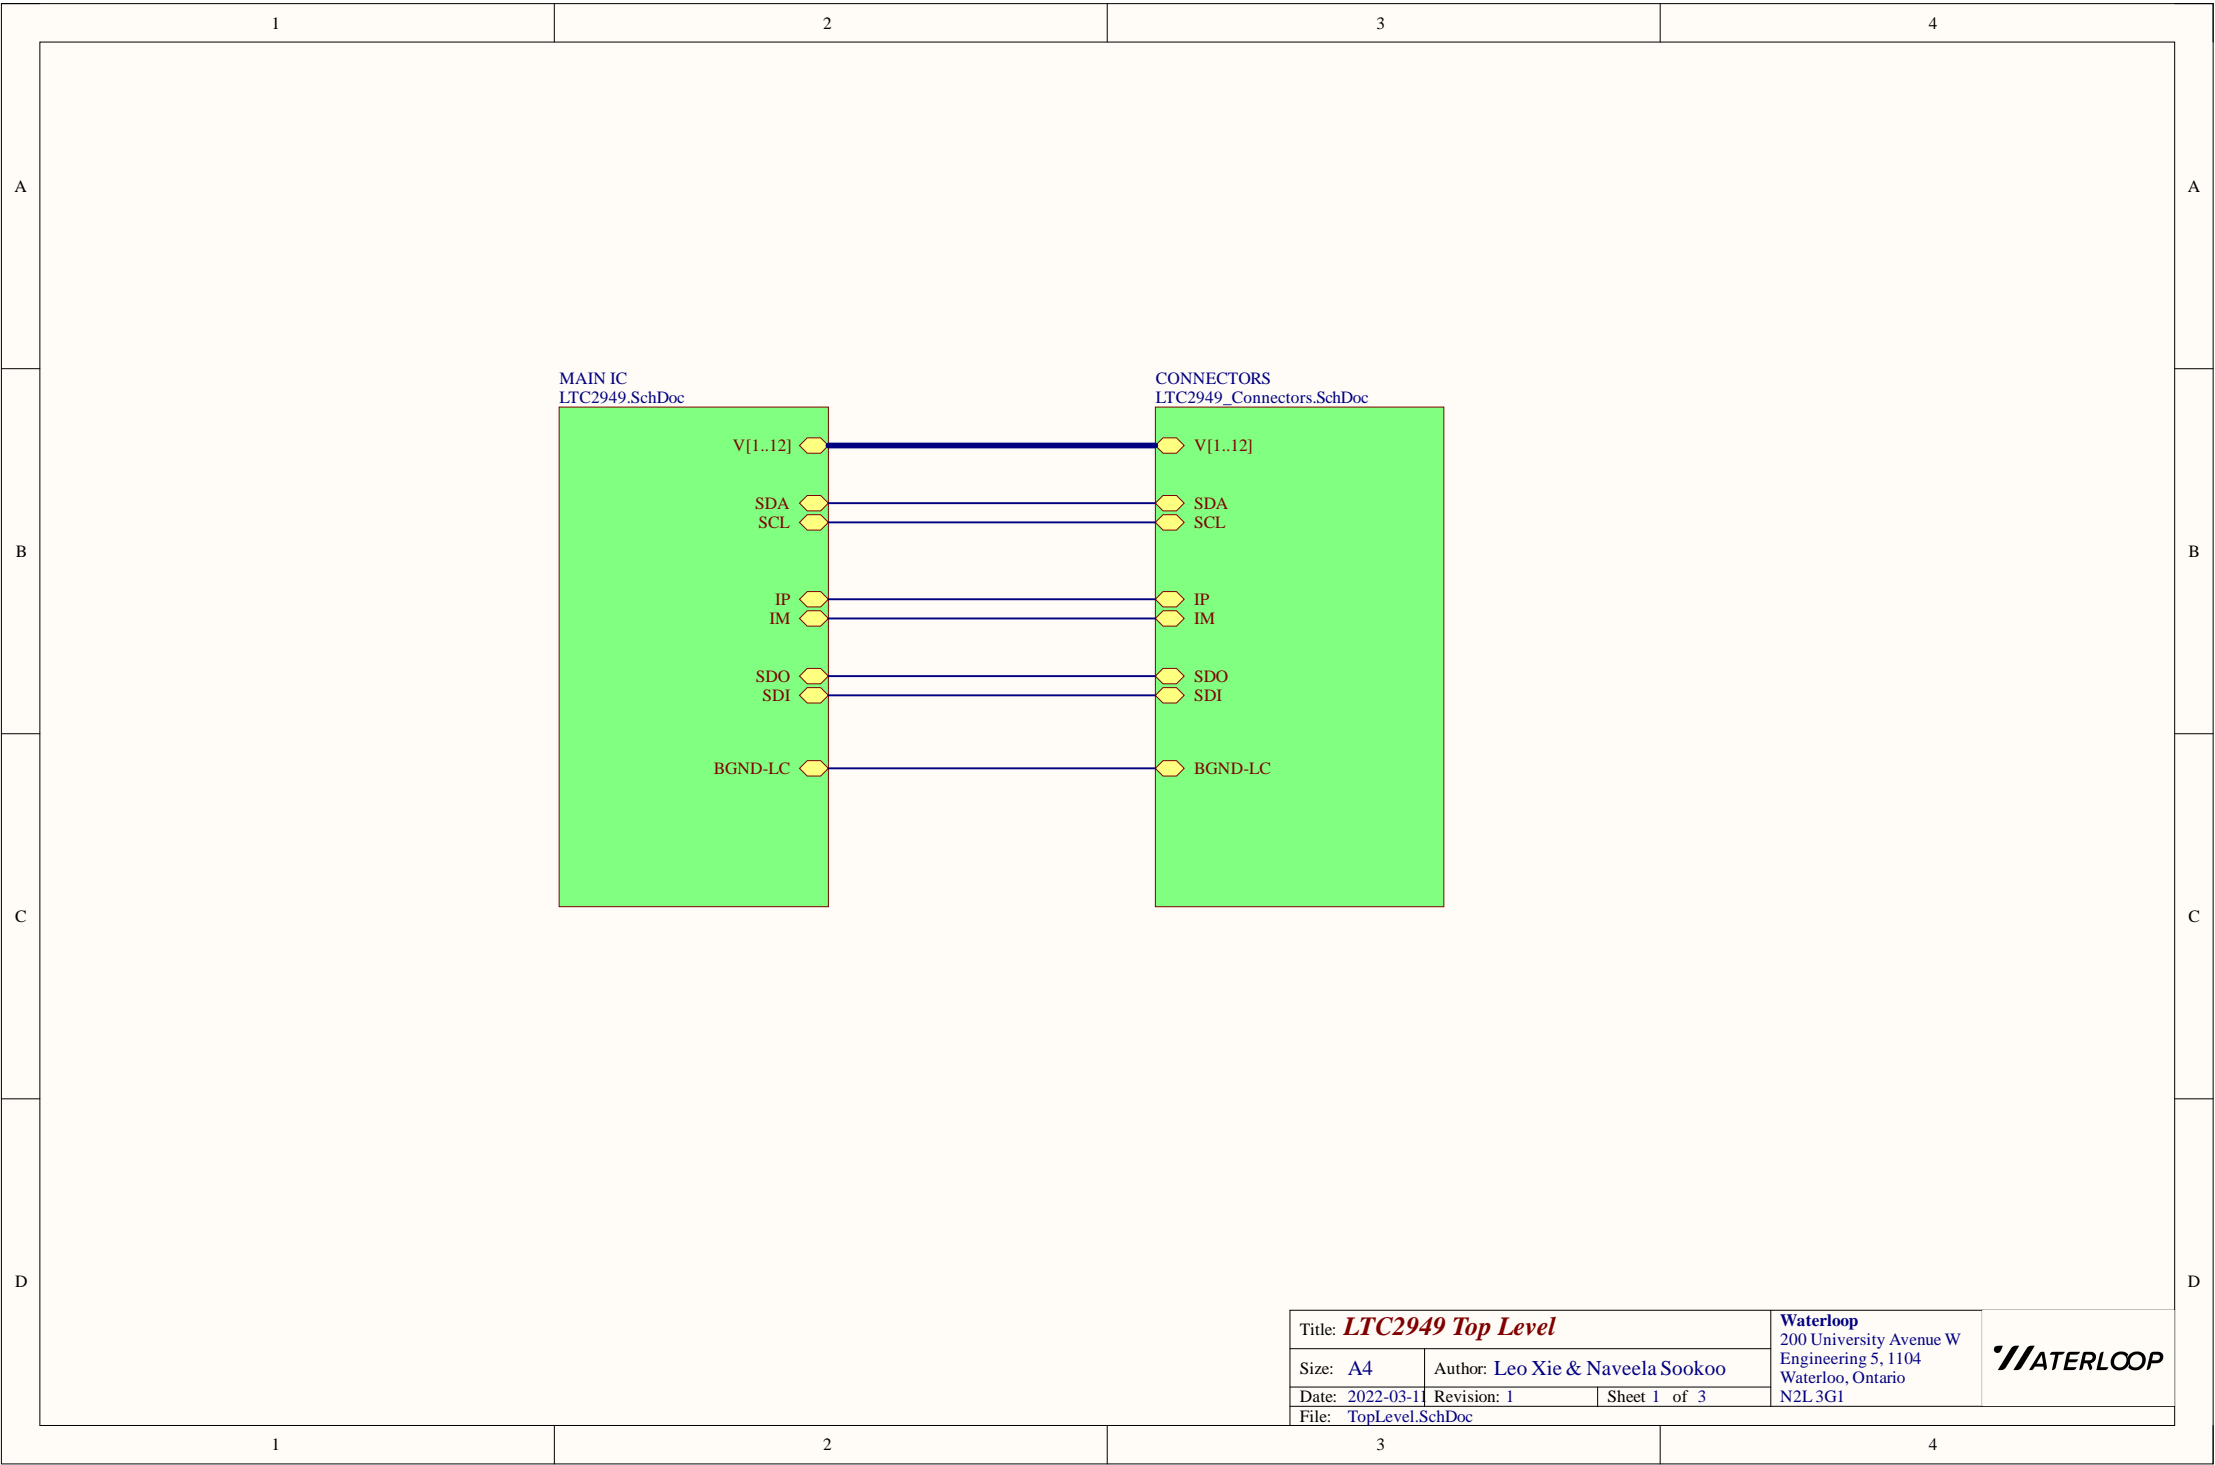 1 2 3 4
A A
MAIN IC
LTC2949.SchDoc
CONNECTORS
LTC2949_Connectors.SchDoc
V[1..12] V[1..12]
SDA SDA
SCL SCL
B B
IP IP
IM IM
SDO SDO
SDI SDI
BGND-LC BGND-LC
C C
D D
Title: LTC2949 Top Level
Size: A4 Author: Leo Xie & Naveela Sookoo
Date: 2022-03-11 Revision: 1 Sheet 1 of 3
File: TopLevel.SchDoc
Waterloop
200 University Avenue W
Engineering 5, 1104
Waterloo, Ontario
N2L 3G1
WATERLOOP
1 2 3 4